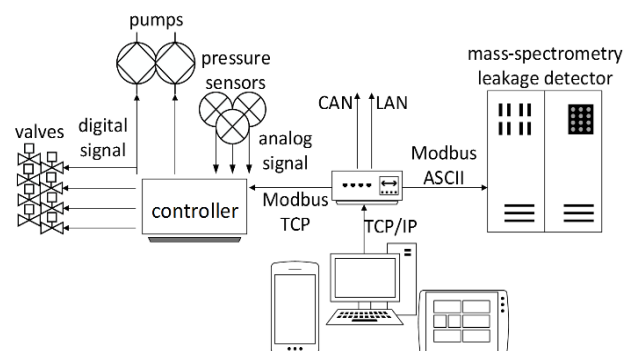 pumps
pressure
sensors
mass-spectrometry
leakage detector
CAN
LAN
valves
digital
signal
analog
signal
Modbus
ASCII
controller
Modbus
TCP
TCP/IP